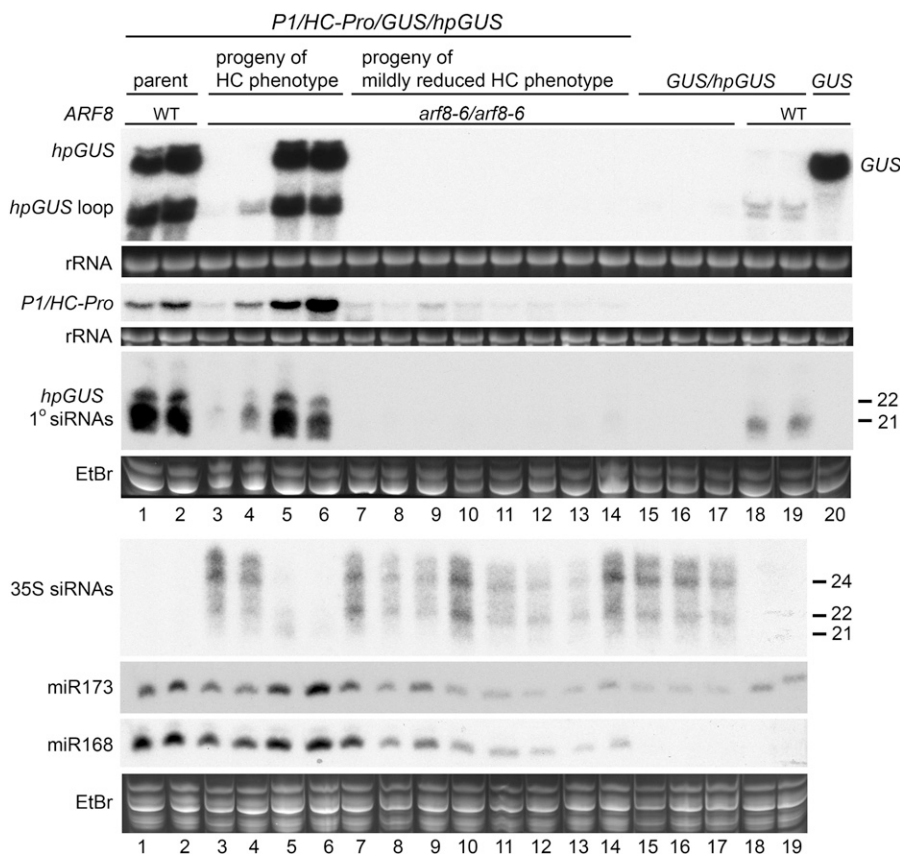 P1/HC-Pro/GUS/hpGUS
parent
progeny of
HC phenotype
progeny of
mildly reduced HC phenotype
GUS/hpGUS
GUS
ARF8
WT
arf8-6/arf8-6
WT
hpGUS
GUS
hpGUS loop
rRNA
P1/HC-Pro
rRNA
hpGUS
1° siRNAs
22
21
EtBr
1 2 3 4 5 6 7 8 9 10 11 12 13 14 15 16 17 18 19 20
35S siRNAs
24
22
21
miR173
miR168
EtBr
1 2 3 4 5 6 7 8 9 10 11 12 13 14 15 16 17 18 19